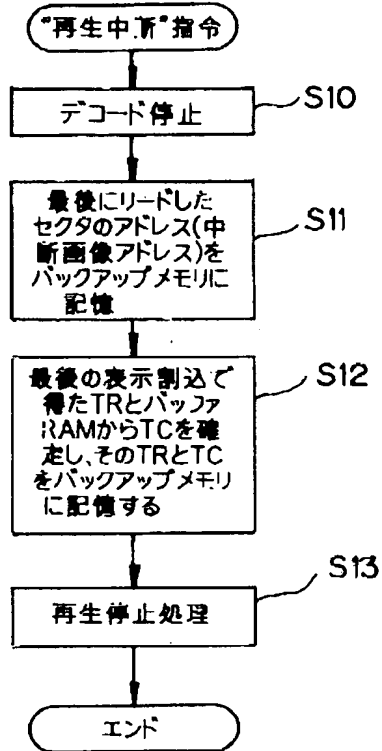 "再生中断"指令
デコード停止
S10
最後にリードした
セクタのアドレス(中
断画像アドレス)を
バックアップメモリに
記憶
S11
最後の表示割込で
得たTRとバッファ
RAMからTCを確
定し、そのTRとTC
をバックアップメモリ
に記憶する
S12
再生停止処理
S13
エンド